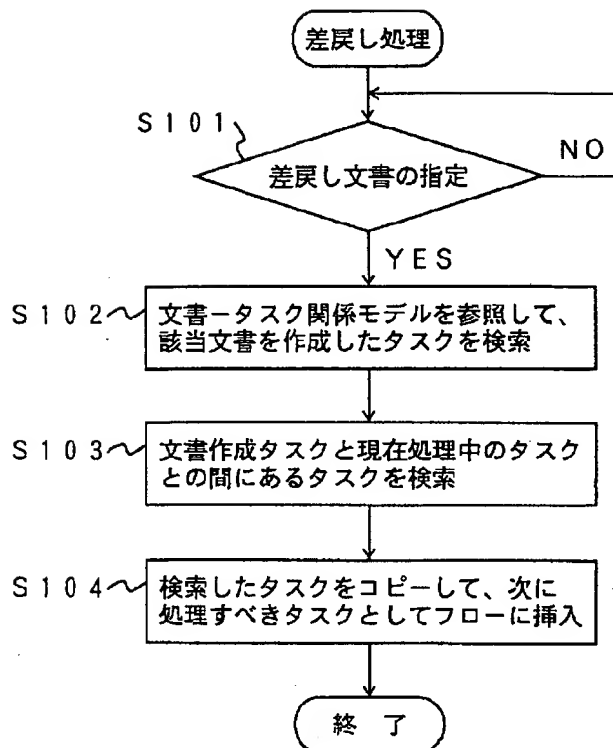 差戻し処理
S101
差戻し文書の指定
NO
YES
S102
文書－タスク関係モデルを参照して、
該当文書を作成したタスクを検索
S103
文書作成タスクと現在処理中のタスク
との間にあるタスクを検索
S104
検索したタスクをコピーして、次に
処理すべきタスクとしてフローに挿入
終 了